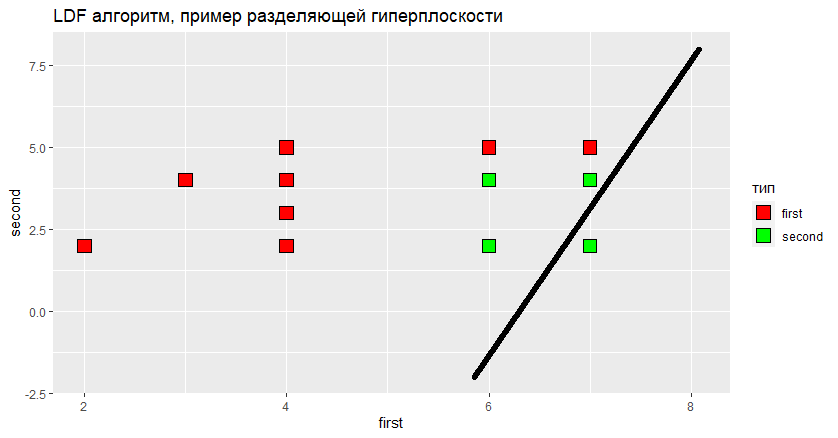 LDF алгоритм, пример разделяющей гиперплоскости
7.5
5.0
2.5
0.0
-2.5
second
2
4
6
8
first
тип
first
second